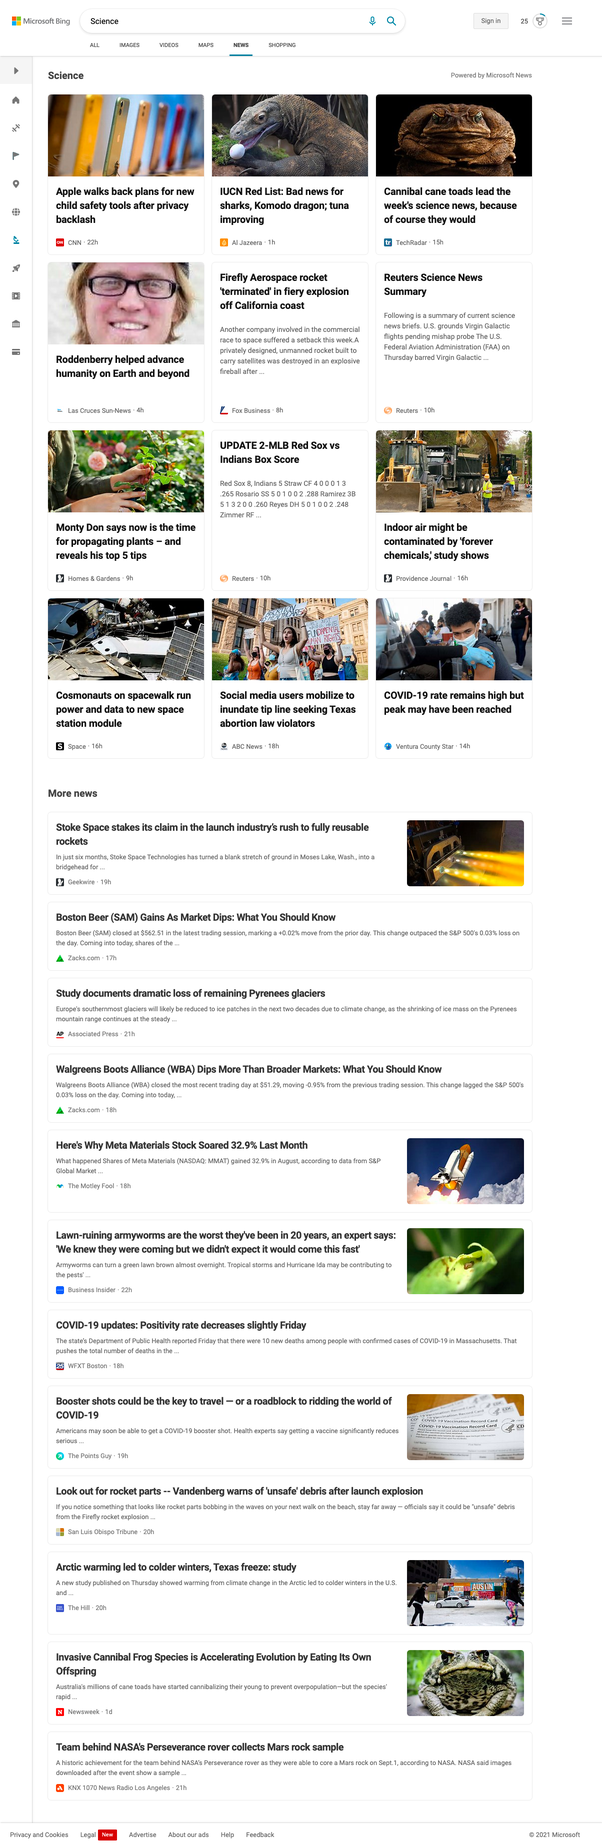 Microsoft Bing
Science
Sign in
25
ALL IMAGES VIDEOS MAPS NEWS SHOPPING
Science
Powered by Microsoft News
Apple walks back plans for new
child safety tools after privacy
backlash
CNN · 22h
IUCN Red List: Bad news for
sharks, Komodo dragon; tuna
improving
Al Jazeera · 1h
Cannibal cane toads lead the
week's science news, because
of course they would
TechRadar · 15h
Roddenberry helped advance
humanity on Earth and beyond
Las Cruces Sun-News · 4h
Firefly Aerospace rocket
'terminated' in fiery explosion
off California coast
Another company involved in the commercial
race to space suffered a setback this week.A
privately designed, unmanned rocket built to
carry satellites was destroyed in an explosive
fireball after ...
Fox Business · 8h
Reuters Science News
Summary
Following is a summary of current science
news briefs. U.S. grounds Virgin Galactic
flights pending mishap probe The U.S.
Federal Aviation Administration (FAA) on
Thursday barred Virgin Galactic ...
Reuters · 10h
Monty Don says now is the time
for propagating plants – and
reveals his top 5 tips
Homes & Gardens · 9h
UPDATE 2-MLB Red Sox vs
Indians Box Score
Red Sox 8, Indians 5 Straw CF 4 0 0 0 1 3
.265 Rosario SS 5 0 1 0 0 2 .288 Ramirez 3B
5 1 3 2 0 0 .260 Reyes DH 5 0 1 0 0 2 .248
Zimmer RF ...
Reuters · 10h
Indoor air might be
contaminated by 'forever
chemicals,' study shows
Providence Journal · 16h
Cosmonauts on spacewalk run
power and data to new space
station module
Space · 16h
Social media users mobilize to
inundate tip line seeking Texas
abortion law violators
ABC News · 18h
COVID-19 rate remains high but
peak may have been reached
Ventura County Star · 14h
More news
Stoke Space stakes its claim in the launch industry's rush to fully reusable
rockets
In just six months, Stoke Space Technologies has turned a blank stretch of ground in Moses Lake, Wash., into a
bridgehead for ...
Geekwire · 19h
Boston Beer (SAM) Gains As Market Dips: What You Should Know
Boston Beer (SAM) closed at $562.51 in the latest trading session, marking a +0.02% move from the prior day. This change outpaced the S&P 500's 0.03% loss on
the day. Coming into today, shares of the ...
Zacks.com · 17h
Study documents dramatic loss of remaining Pyrenees glaciers
Europe's southernmost glaciers will likely be reduced to ice patches in the next two decades due to climate change, as the shrinking of ice mass on the Pyrenees
mountain range continues at the steady ...
AP Associated Press · 21h
Walgreens Boots Alliance (WBA) Dips More Than Broader Markets: What You Should Know
Walgreens Boots Alliance (WBA) closed the most recent trading day at $51.29, moving -0.95% from the previous trading session. This change lagged the S&P 500's
0.03% loss on the day. Coming into today, ...
Zacks.com · 18h
Here's Why Meta Materials Stock Soared 32.9% Last Month
What happened Shares of Meta Materials (NASDAQ: MMAT) gained 32.9% in August, according to data from S&P
Global Market ...
The Motley Fool · 18h
Lawn-ruining armyworms are the worst they've been in 20 years, an expert says:
'We knew they were coming but we didn't expect it would come this fast'
Armyworms can turn a green lawn brown almost overnight. Tropical storms and Hurricane Ida may be contributing to
the pests' ...
Business Insider · 22h
COVID-19 updates: Positivity rate decreases slightly Friday
The state's Department of Public Health reported Friday that there were 10 new deaths among people with confirmed cases of COVID-19 in Massachusetts. That
pushes the total number of deaths in the ...
WFXT Boston · 18h
Booster shots could be the key to travel — or a roadblock to ridding the world of
COVID-19
Americans may soon be able to get a COVID-19 booster shot. Health experts say getting a vaccine significantly reduces
serious ...
The Points Guy · 19h
COVID-19 Vaccination Record Card
Look out for rocket parts -- Vandenberg warns of 'unsafe' debris after launch explosion
If you notice something that looks like rocket parts bobbing in the waves on your next walk on the beach, stay far away — officials say it could be "unsafe" debris
from the Firefly rocket explosion ...
San Luis Obispo Tribune · 20h
Arctic warming led to colder winters, Texas freeze: study
A new study published on Thursday showed warming from climate change in the Arctic led to colder winters in the U.S.
and ...
The Hill · 20h
AUSTIN
Invasive Cannibal Frog Species is Accelerating Evolution by Eating Its Own
Offspring
Australia's millions of cane toads have started cannibalizing their young to prevent overpopulation—but the species'
rapid ...
Newsweek · 1d
Team behind NASA's Perseverance rover collects Mars rock sample
A historic achievement for the team behind NASA's Perseverance rover as they were able to core a Mars rock on Sept.1, according to NASA. NASA said images
downloaded after the event show a sample ...
KNX 1070 News Radio Los Angeles · 21h
Privacy and Cookies Legal New Advertise About our ads Help Feedback
© 2021 Microsoft